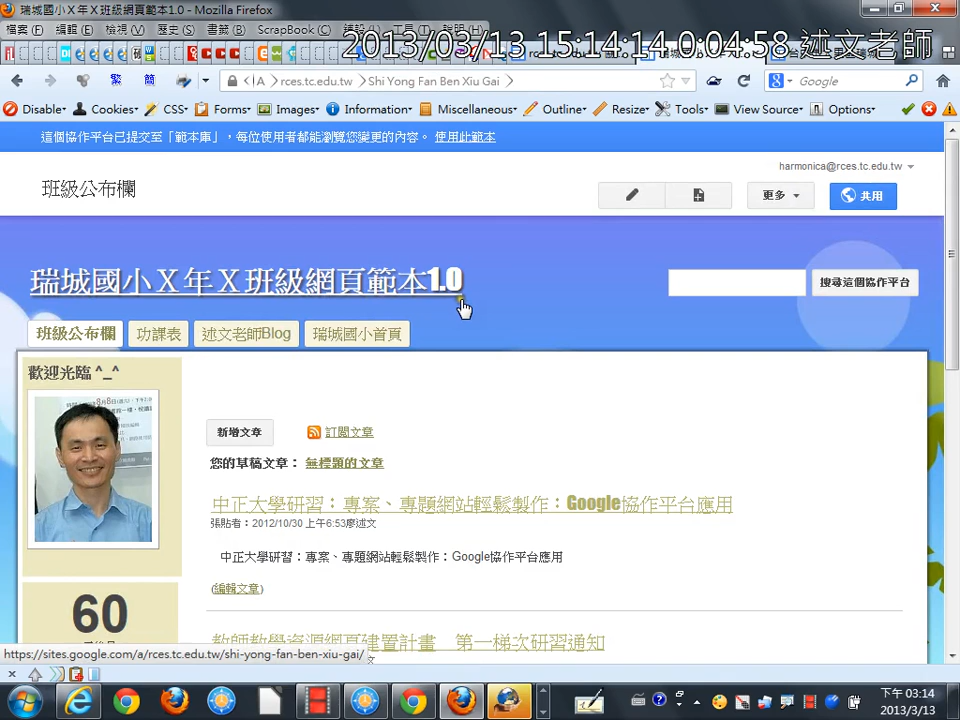 瑞城國小X年X班級網頁範本1.0 - Mozilla Firefox
檔案(F) 編輯(E) 檢視(V) 歷史(S) 書籤(B) ScrapBook(C) 工具(T)
2013/03/13 15:14:14 0:04:58 述文老師
繁 簡 A rces.tc.edu.tw Shi Yong Fan Ben Xiu Gai Google
Disable Cookies CSS Forms Images Information Miscellaneous Outline Resize Tools View Source Options
這個協作平台已提交至「範本庫」，每位使用者都能瀏覽您變更的內容。 使用此範本
harmonica@rces.tc.edu.tw
班級公布欄
更多 共用
瑞城國小X年X班級網頁範本1.0
搜尋這個協作平台
班級公布欄 功課表 述文老師Blog 瑞城國小首頁
歡迎光臨 ^_^
新增文章 訂閱文章
您的草稿文章： 無標題的文章
中正大學研習：專案、專題網站輕鬆製作：Google協作平台應用
張貼者：2012/10/30 上午6:53廖述文
中正大學研習：專案、專題網站輕鬆製作：Google協作平台應用
(編輯文章)
60
教師教學資源網頁建置計畫 第一梯次研習通知
https://sites.google.com/a/rces.tc.edu.tw/shi-yong-fan-ben-xiu-gai/
下午 03:14
2013/3/13